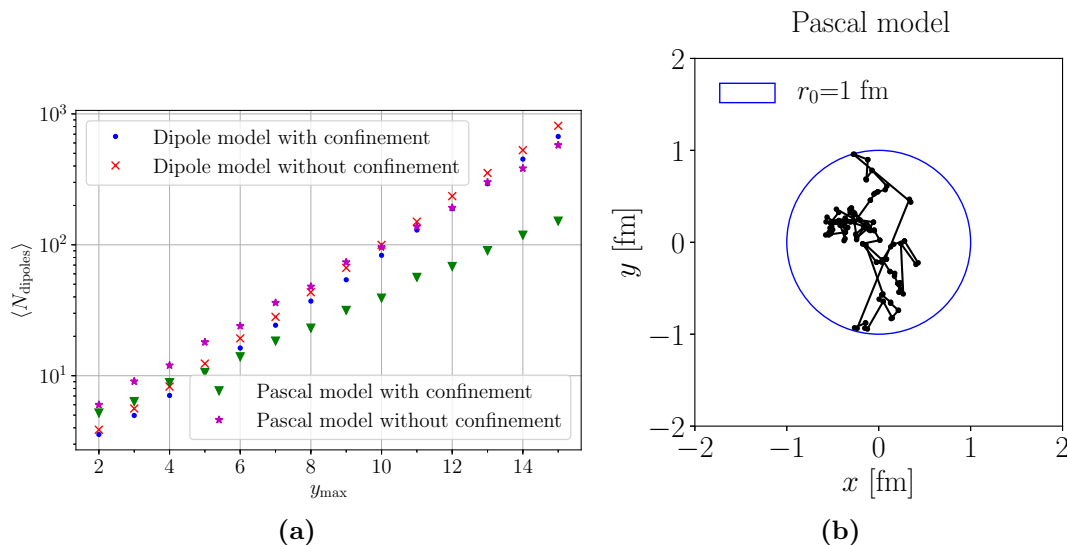 10³
10²
10¹
⟨N_dipoles⟩
Dipole model with confinement
Dipole model without confinement
Pascal model with confinement
Pascal model without confinement
2 4 6 8 10 12 14
y_max
(a)
Pascal model
r₀=1 fm
2
1
0
−1
−2
y [fm]
−2 −1 0 1 2
x [fm]
(b)